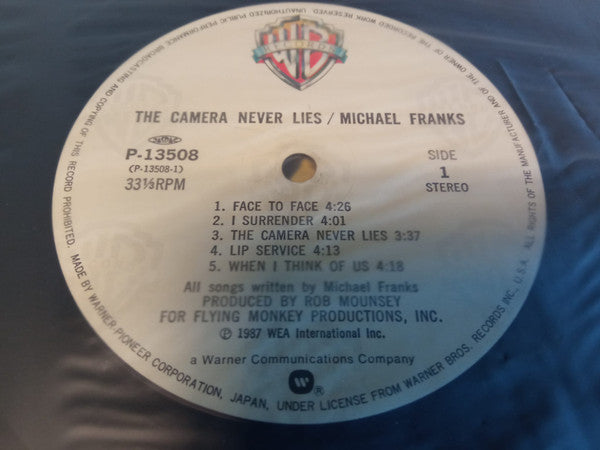 WB
RECORDS
THE CAMERA NEVER LIES / MICHAEL FRANKS
P-13508
(P-13508-1)
33⅓RPM
SIDE
1
STEREO
1. FACE TO FACE 4:26
2. I SURRENDER 4:01
3. THE CAMERA NEVER LIES 3:37
4. LIP SERVICE 4:13
5. WHEN I THINK OF US 4:18
All songs written by Michael Franks
PRODUCED BY ROB MOUNSEY
FOR FLYING MONKEY PRODUCTIONS, INC.
℗ 1987 WEA International Inc.
a Warner Communications Company
MADE BY WARNER-PIONEER CORPORATION, JAPAN, UNDER LICENSE FROM WARNER BROS. RECORDS INC., U.S.A. ALL RIGHTS OF THE MANUFACTURER AND OF THE OWNER OF THE RECORDED WORK RESERVED. UNAUTHORIZED PUBLIC PERFORMANCE, BROADCASTING AND COPYING OF THIS RECORD PROHIBITED.